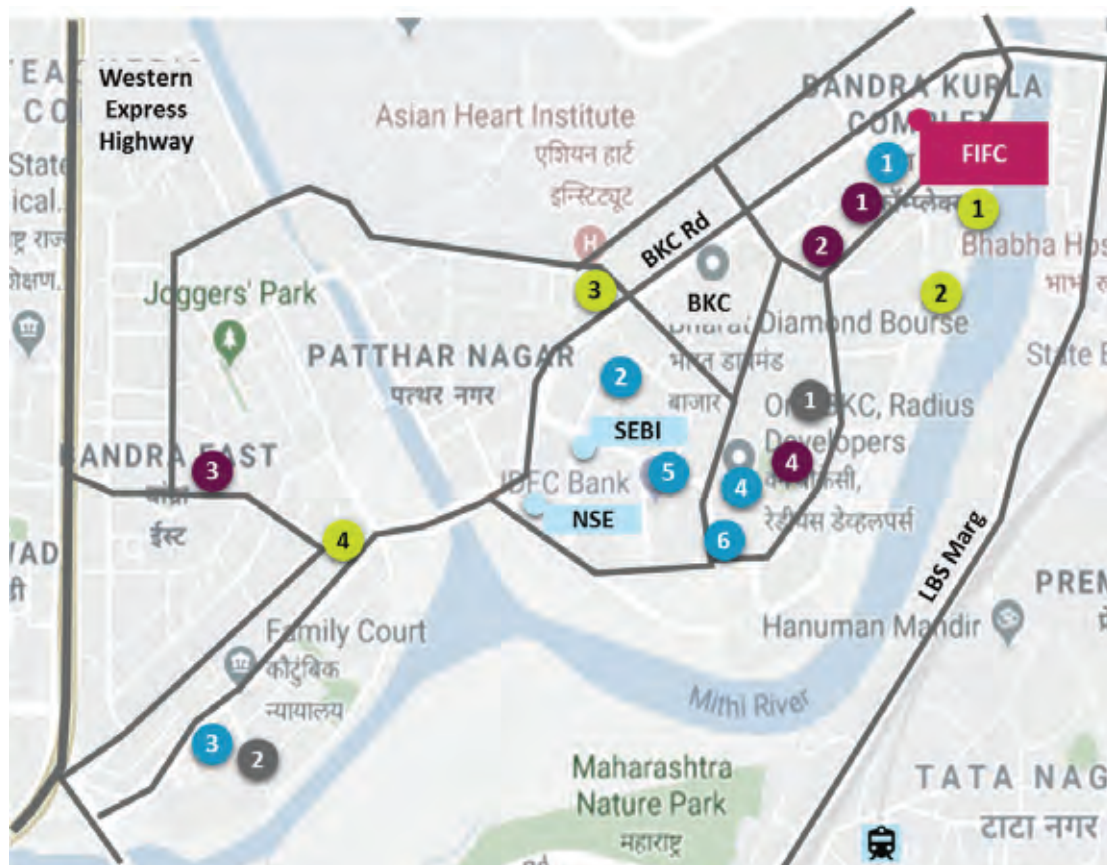 Western
Express
Highway
State
Asian Heart Institute
एशियन हार्ट
इन्स्टिट्यूट
H
BKC Rd
BKC
BANDRA KURLA
FIFC
1
1
2
1
2
3
Bhabha Hos
Joggers' Park
PATTHAR NAGAR
पत्थर नगर
Diamond Bourse
भारत डायमंड
बाजार
State B
2
SEBI
IDFC Bank
NSE
5
1
BKC, Radius
Developers
4
4
रेडीयस डेव्हलपर्स
6
EAST
3
ईस्ट
4
WAD
LBS Marg
PREM
Hanuman Mandir
Family Court
कौटुंबिक
न्यायालय
3
2
Mithi River
Maharashtra
Nature Park
महाराष्ट्र
TATA NAG
टाटा नगर